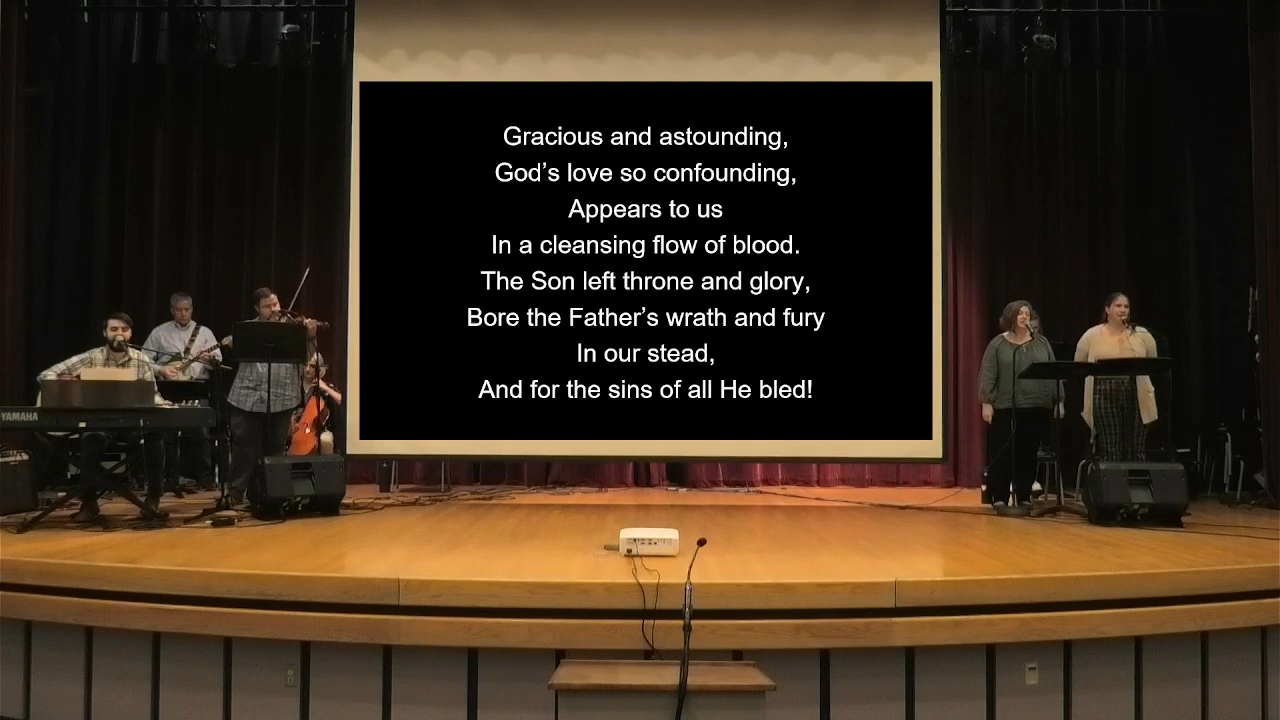 Gracious and astounding,
God’s love so confounding,
Appears to us
In a cleansing flow of blood.
The Son left throne and glory,
Bore the Father’s wrath and fury
In our stead,
And for the sins of all He bled!
YAMAHA